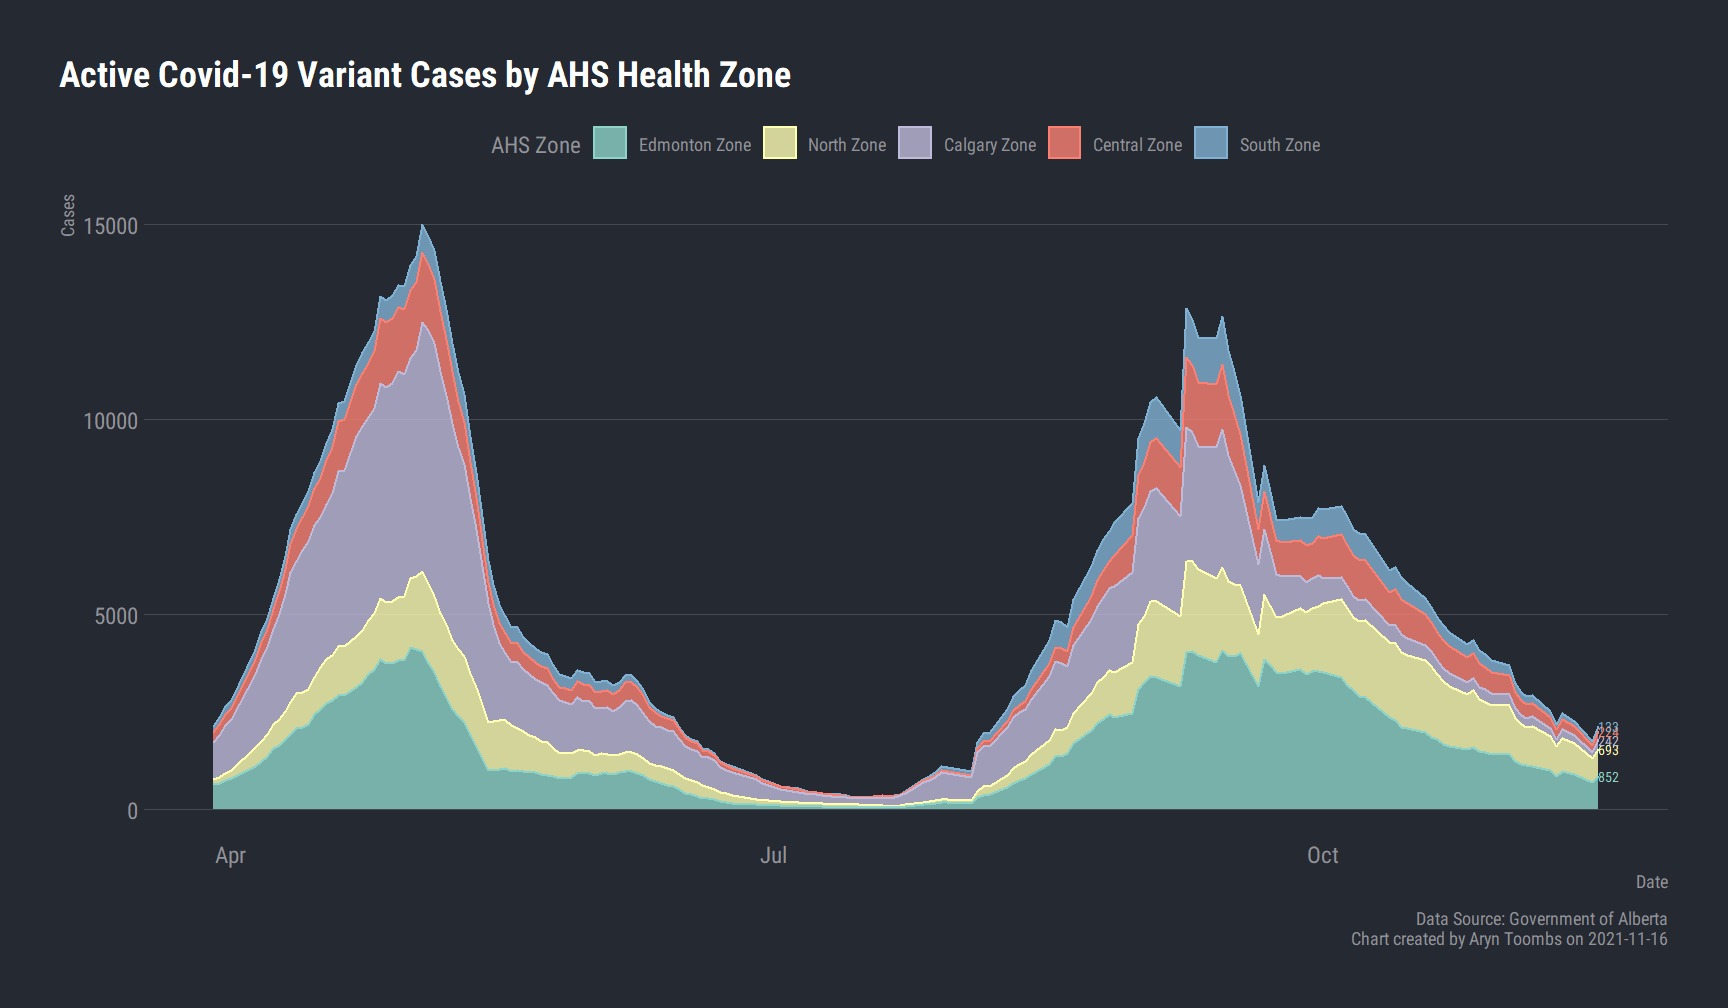 Active Covid-19 Variant Cases by AHS Health Zone
AHS Zone Edmonton Zone North Zone Calgary Zone Central Zone South Zone
Cases
15000
10000
5000
0
133
242
693
852
Apr Jul Oct
Date
Data Source: Government of Alberta
Chart created by Aryn Toombs on 2021-11-16